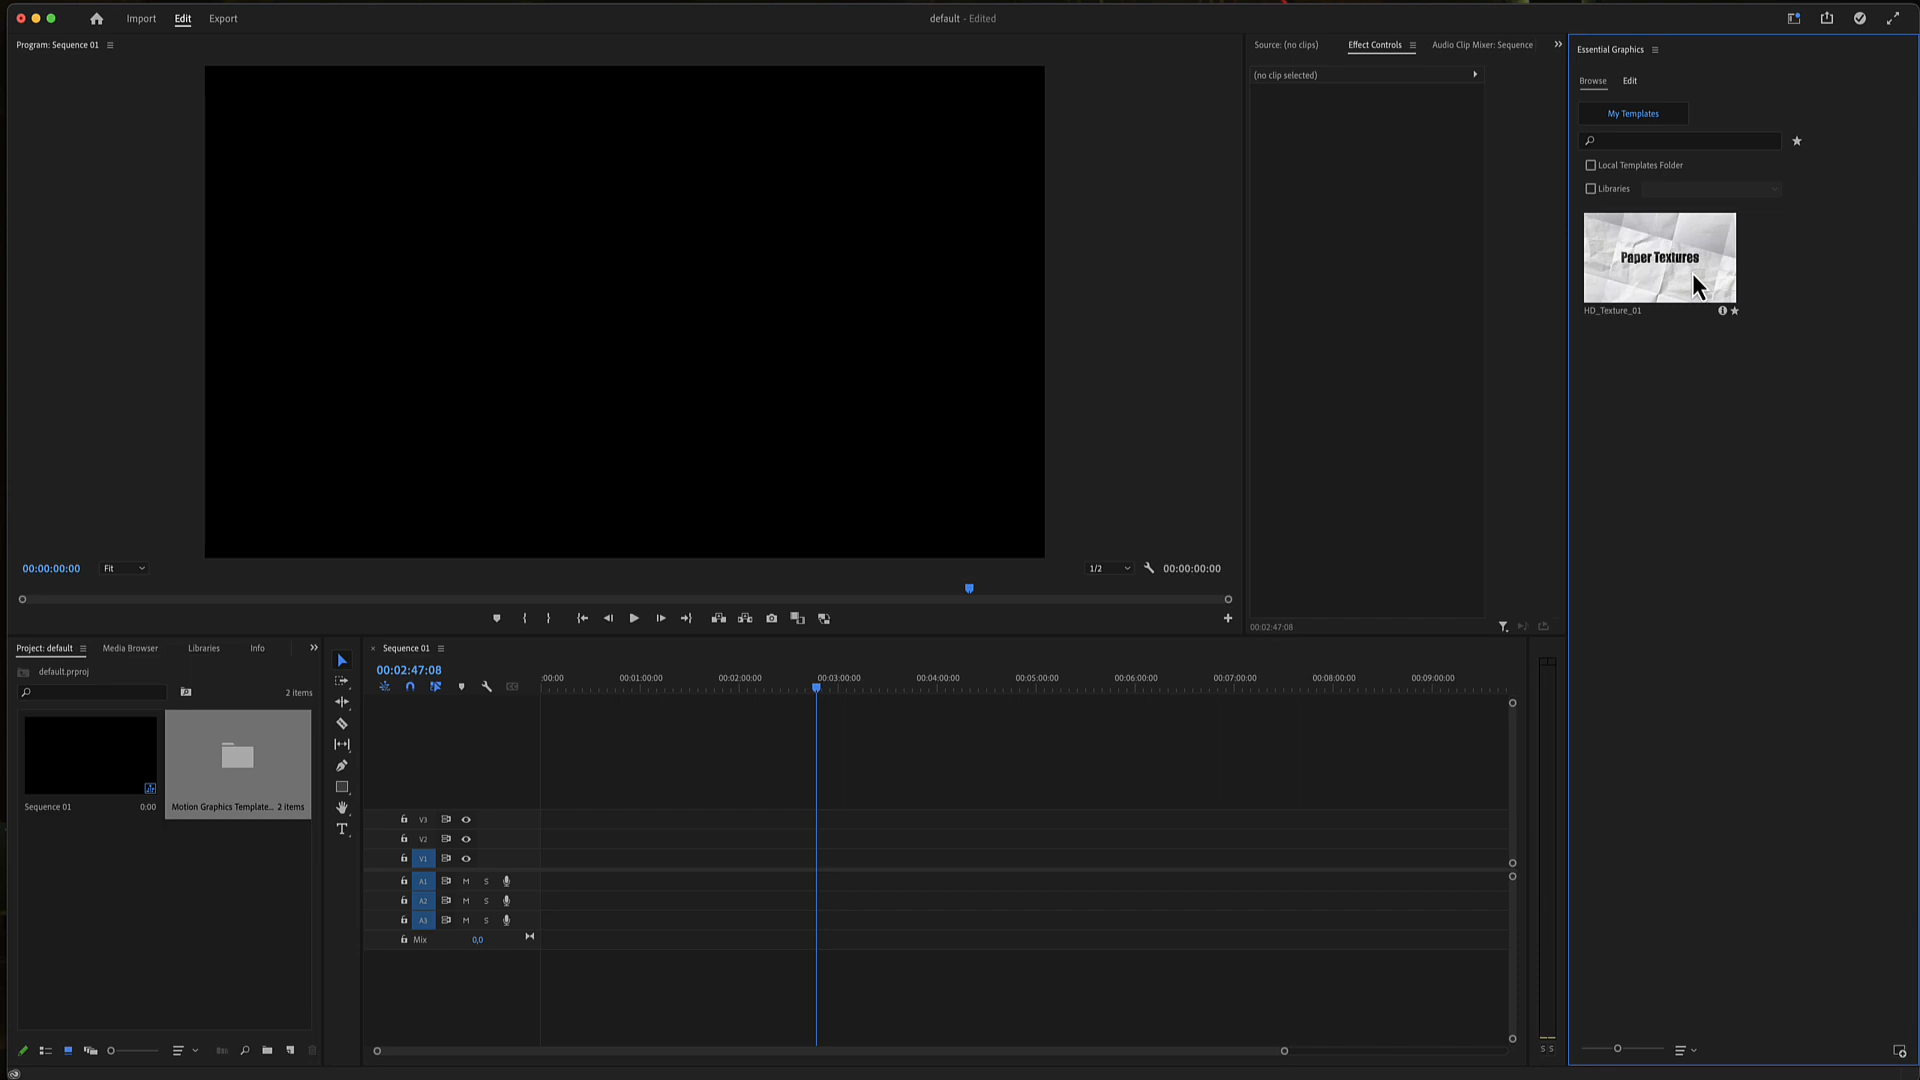 Import
Edit
Export
default - Edited
Program: Sequence 01
Source: (no clips)
Effect Controls
Audio Clip Mixer: Sequence
Essential Graphics
(no clip selected)
Browse
Edit
My Templates
Local Templates Folder
Libraries
Paper Textures
HD_Texture_01
00:00:00:00
Fit
1/2
00:00:00:00
00:02:47:08
Project: default
Media Browser
Libraries
Info
default.prproj
2 items
Sequence 01
0:00
Motion Graphics Template... 2 items
× Sequence 01
00:02:47:08
:00:00
00:01:00:00
00:02:00:00
00:03:00:00
00:04:00:00
00:05:00:00
00:06:00:00
00:07:00:00
00:08:00:00
00:09:00:00
V3
V2
V1
A1 M S
A2 M S
A3 M S
Mix 0,0
S S